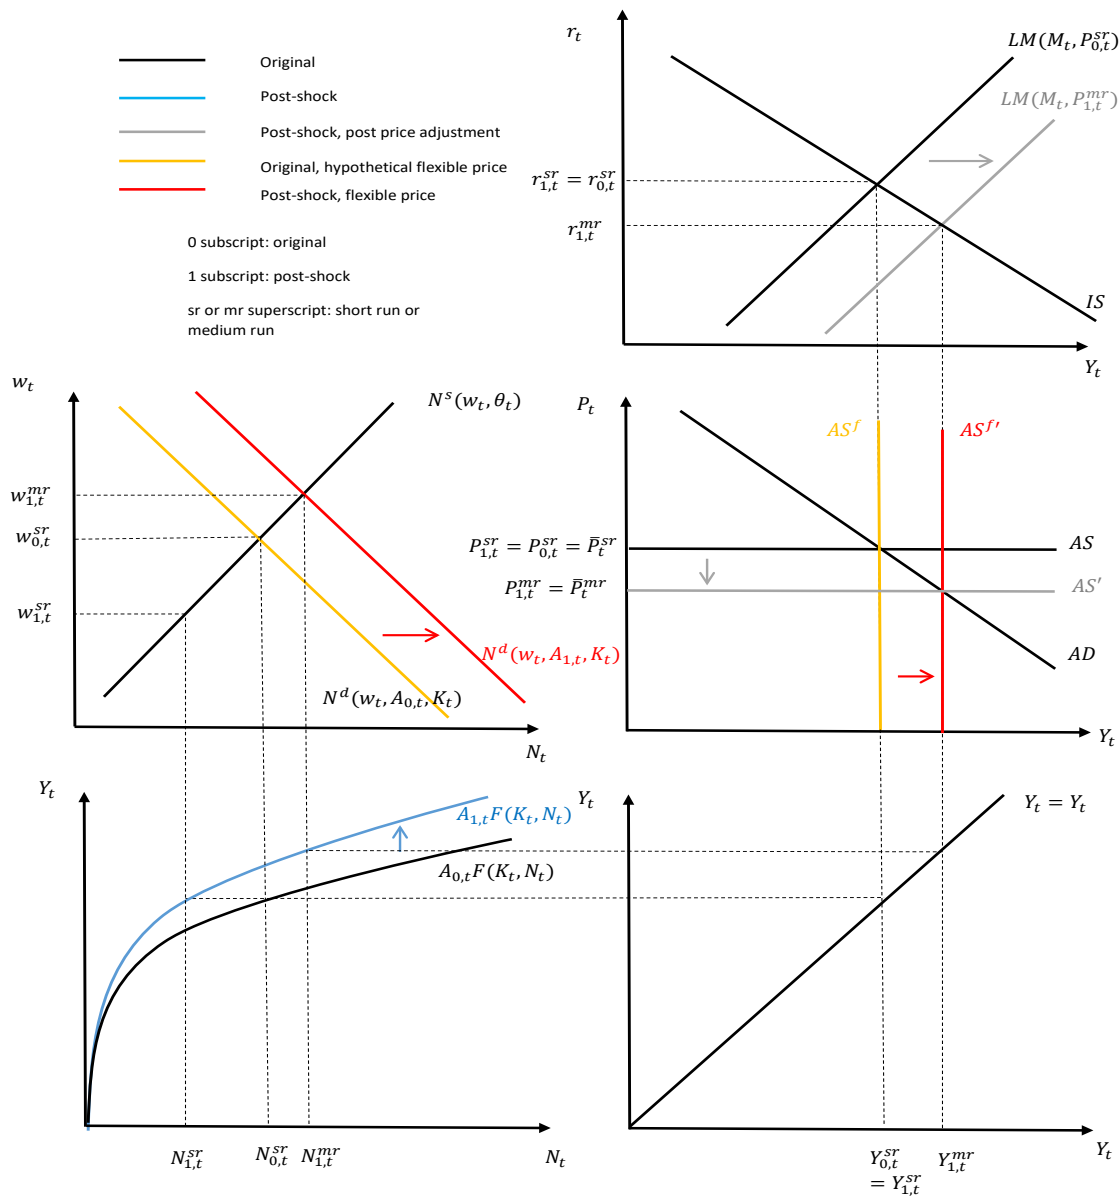 Original
Post-shock
Post-shock, post price adjustment
Original, hypothetical flexible price
Post-shock, flexible price
0 subscript: original
1 subscript: post-shock
sr or mr superscript: short run or
medium run
$r_t$
$LM(M_t, P_{0,t}^{sr})$
$LM(M_t, P_{1,t}^{mr})$
$r_{1,t}^{sr} = r_{0,t}^{sr}$
$r_{1,t}^{mr}$
$IS$
$Y_t$
$w_t$
$N^s(w_t, \theta_t)$
$w_{1,t}^{mr}$
$w_{0,t}^{sr}$
$w_{1,t}^{sr}$
$N^d(w_t, A_{1,t}, K_t)$
$N^d(w_t, A_{0,t}, K_t)$
$N_t$
$P_t$
$AS^f$
$AS^{f\prime}$
$P_{1,t}^{sr} = P_{0,t}^{sr} = \bar{P}_t^{sr}$
$AS$
$P_{1,t}^{mr} = \bar{P}_t^{mr}$
$AS'$
$AD$
$Y_t$
$Y_t$
$A_{1,t}F(K_t, N_t)$
$A_{0,t}F(K_t, N_t)$
$N_{1,t}^{sr}$
$N_{0,t}^{sr}$
$N_{1,t}^{mr}$
$N_t$
$Y_t$
$Y_t = Y_t$
$Y_{0,t}^{sr}$
$= Y_{1,t}^{sr}$
$Y_{1,t}^{mr}$
$Y_t$